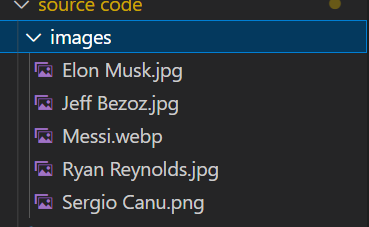 source code
images
Elon Musk.jpg
Jeff Bezoz.jpg
Messi.webp
Ryan Reynolds.jpg
Sergio Canu.png